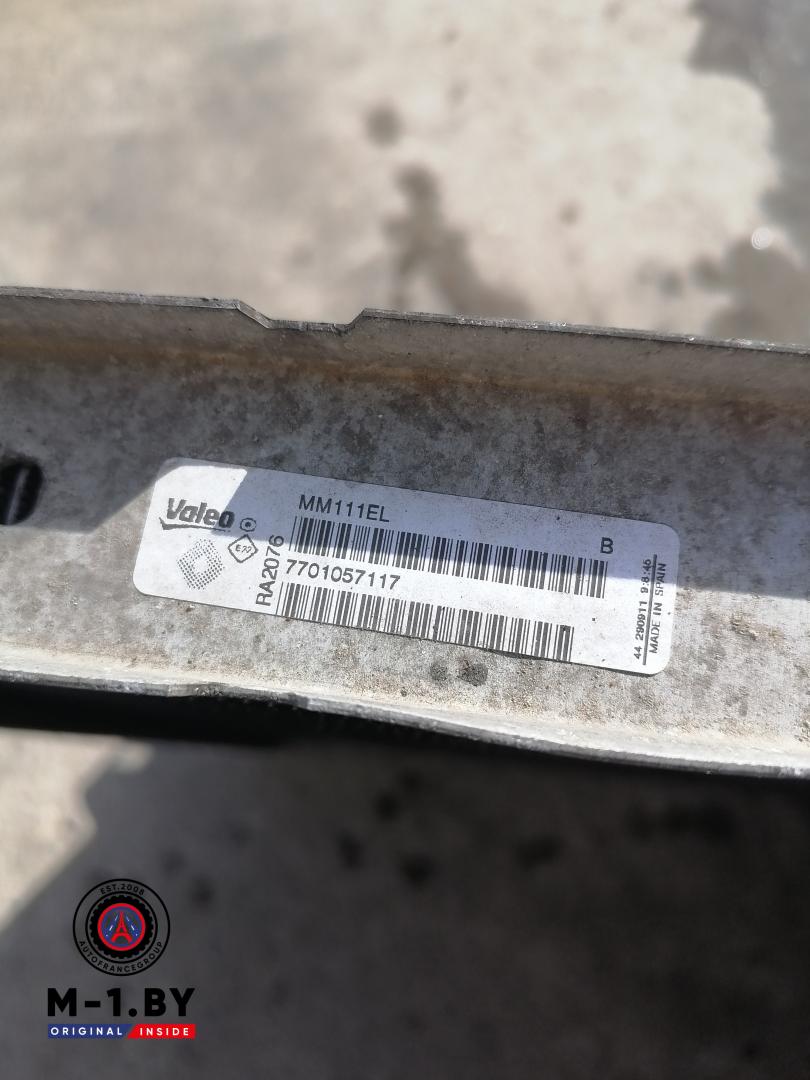 Valeo
MM111EL
B
RA2076
7701057117
44 290911 9:8:46
MADE IN SPAIN
EST.2008
AUTOFRANCEGROUP
M-1.BY
ORIGINAL INSIDE